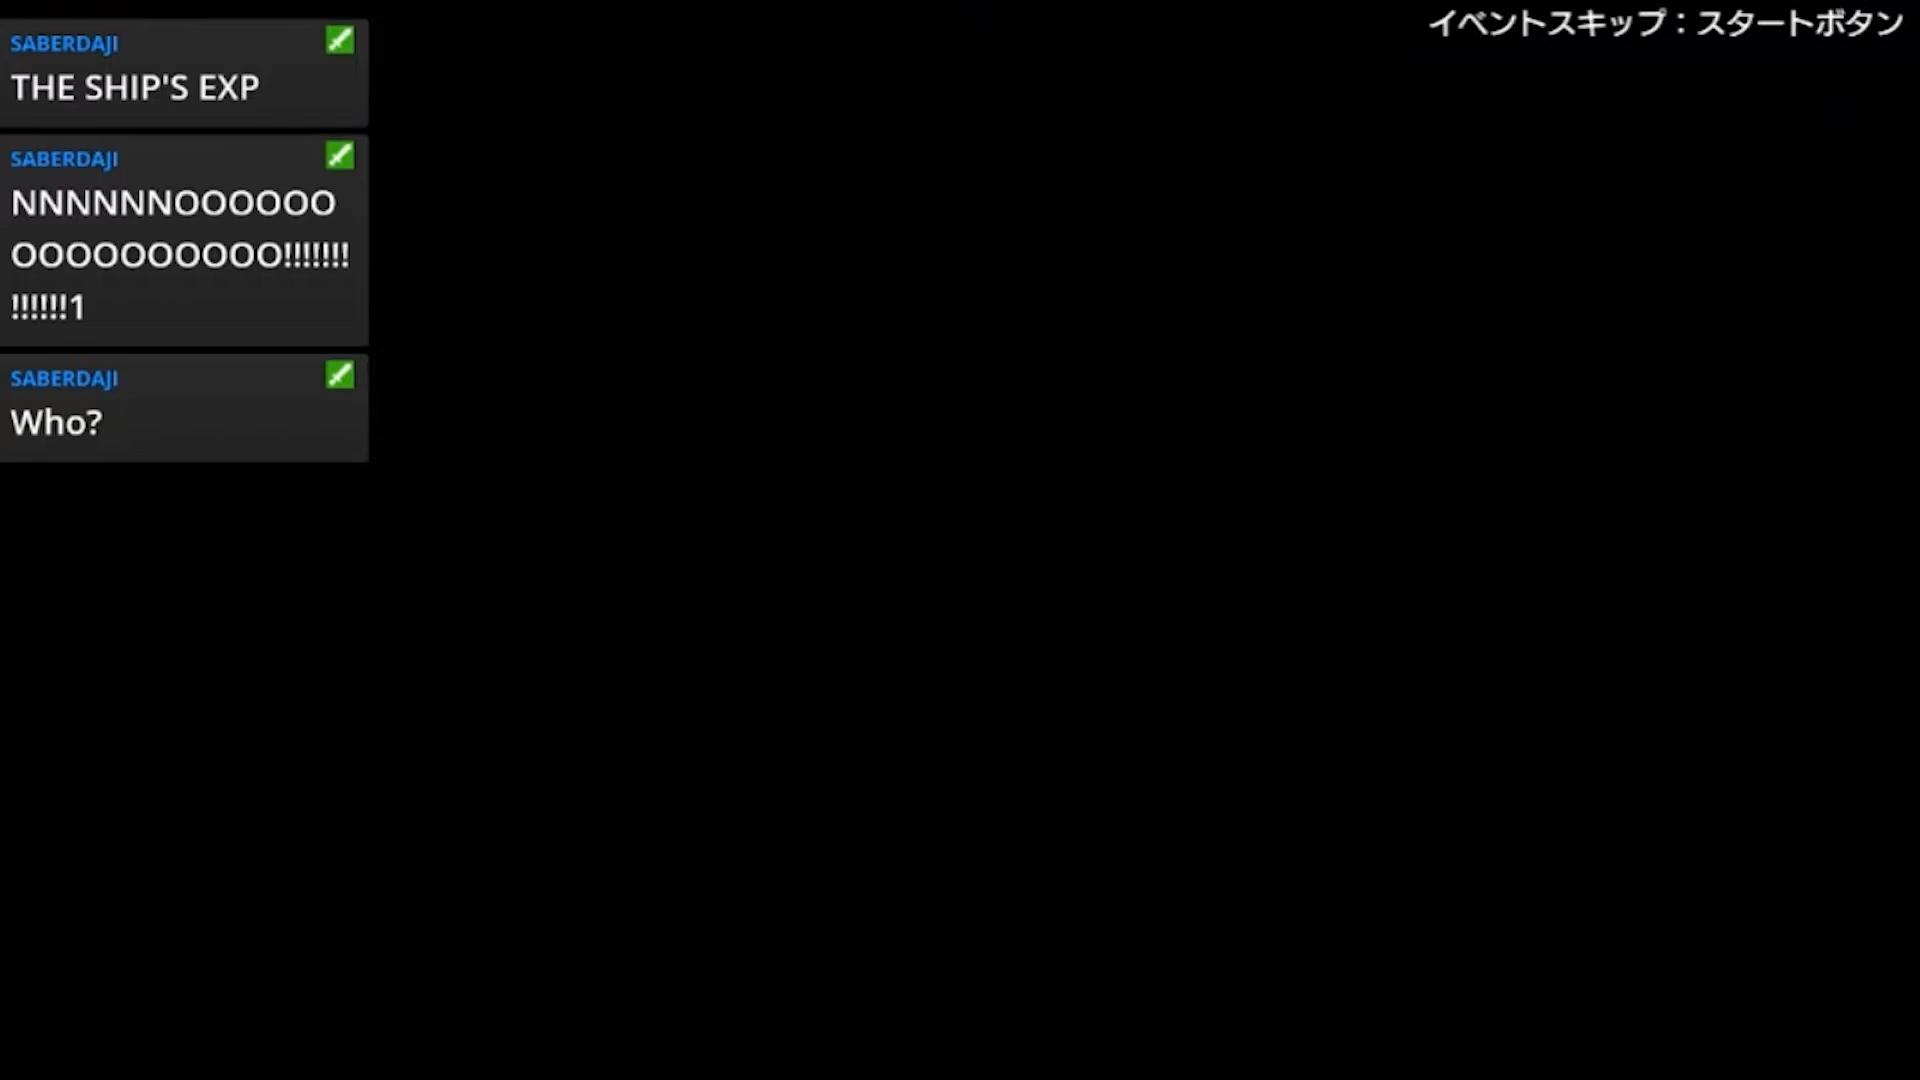 SABERDAJI
THE SHIP'S EXP
SABERDAJI
NNNNNNOOOOOO
OOOOOOOOOO!!!!!!!
!!!!!!1
SABERDAJI
Who?
イベントスキップ：スタートボタン